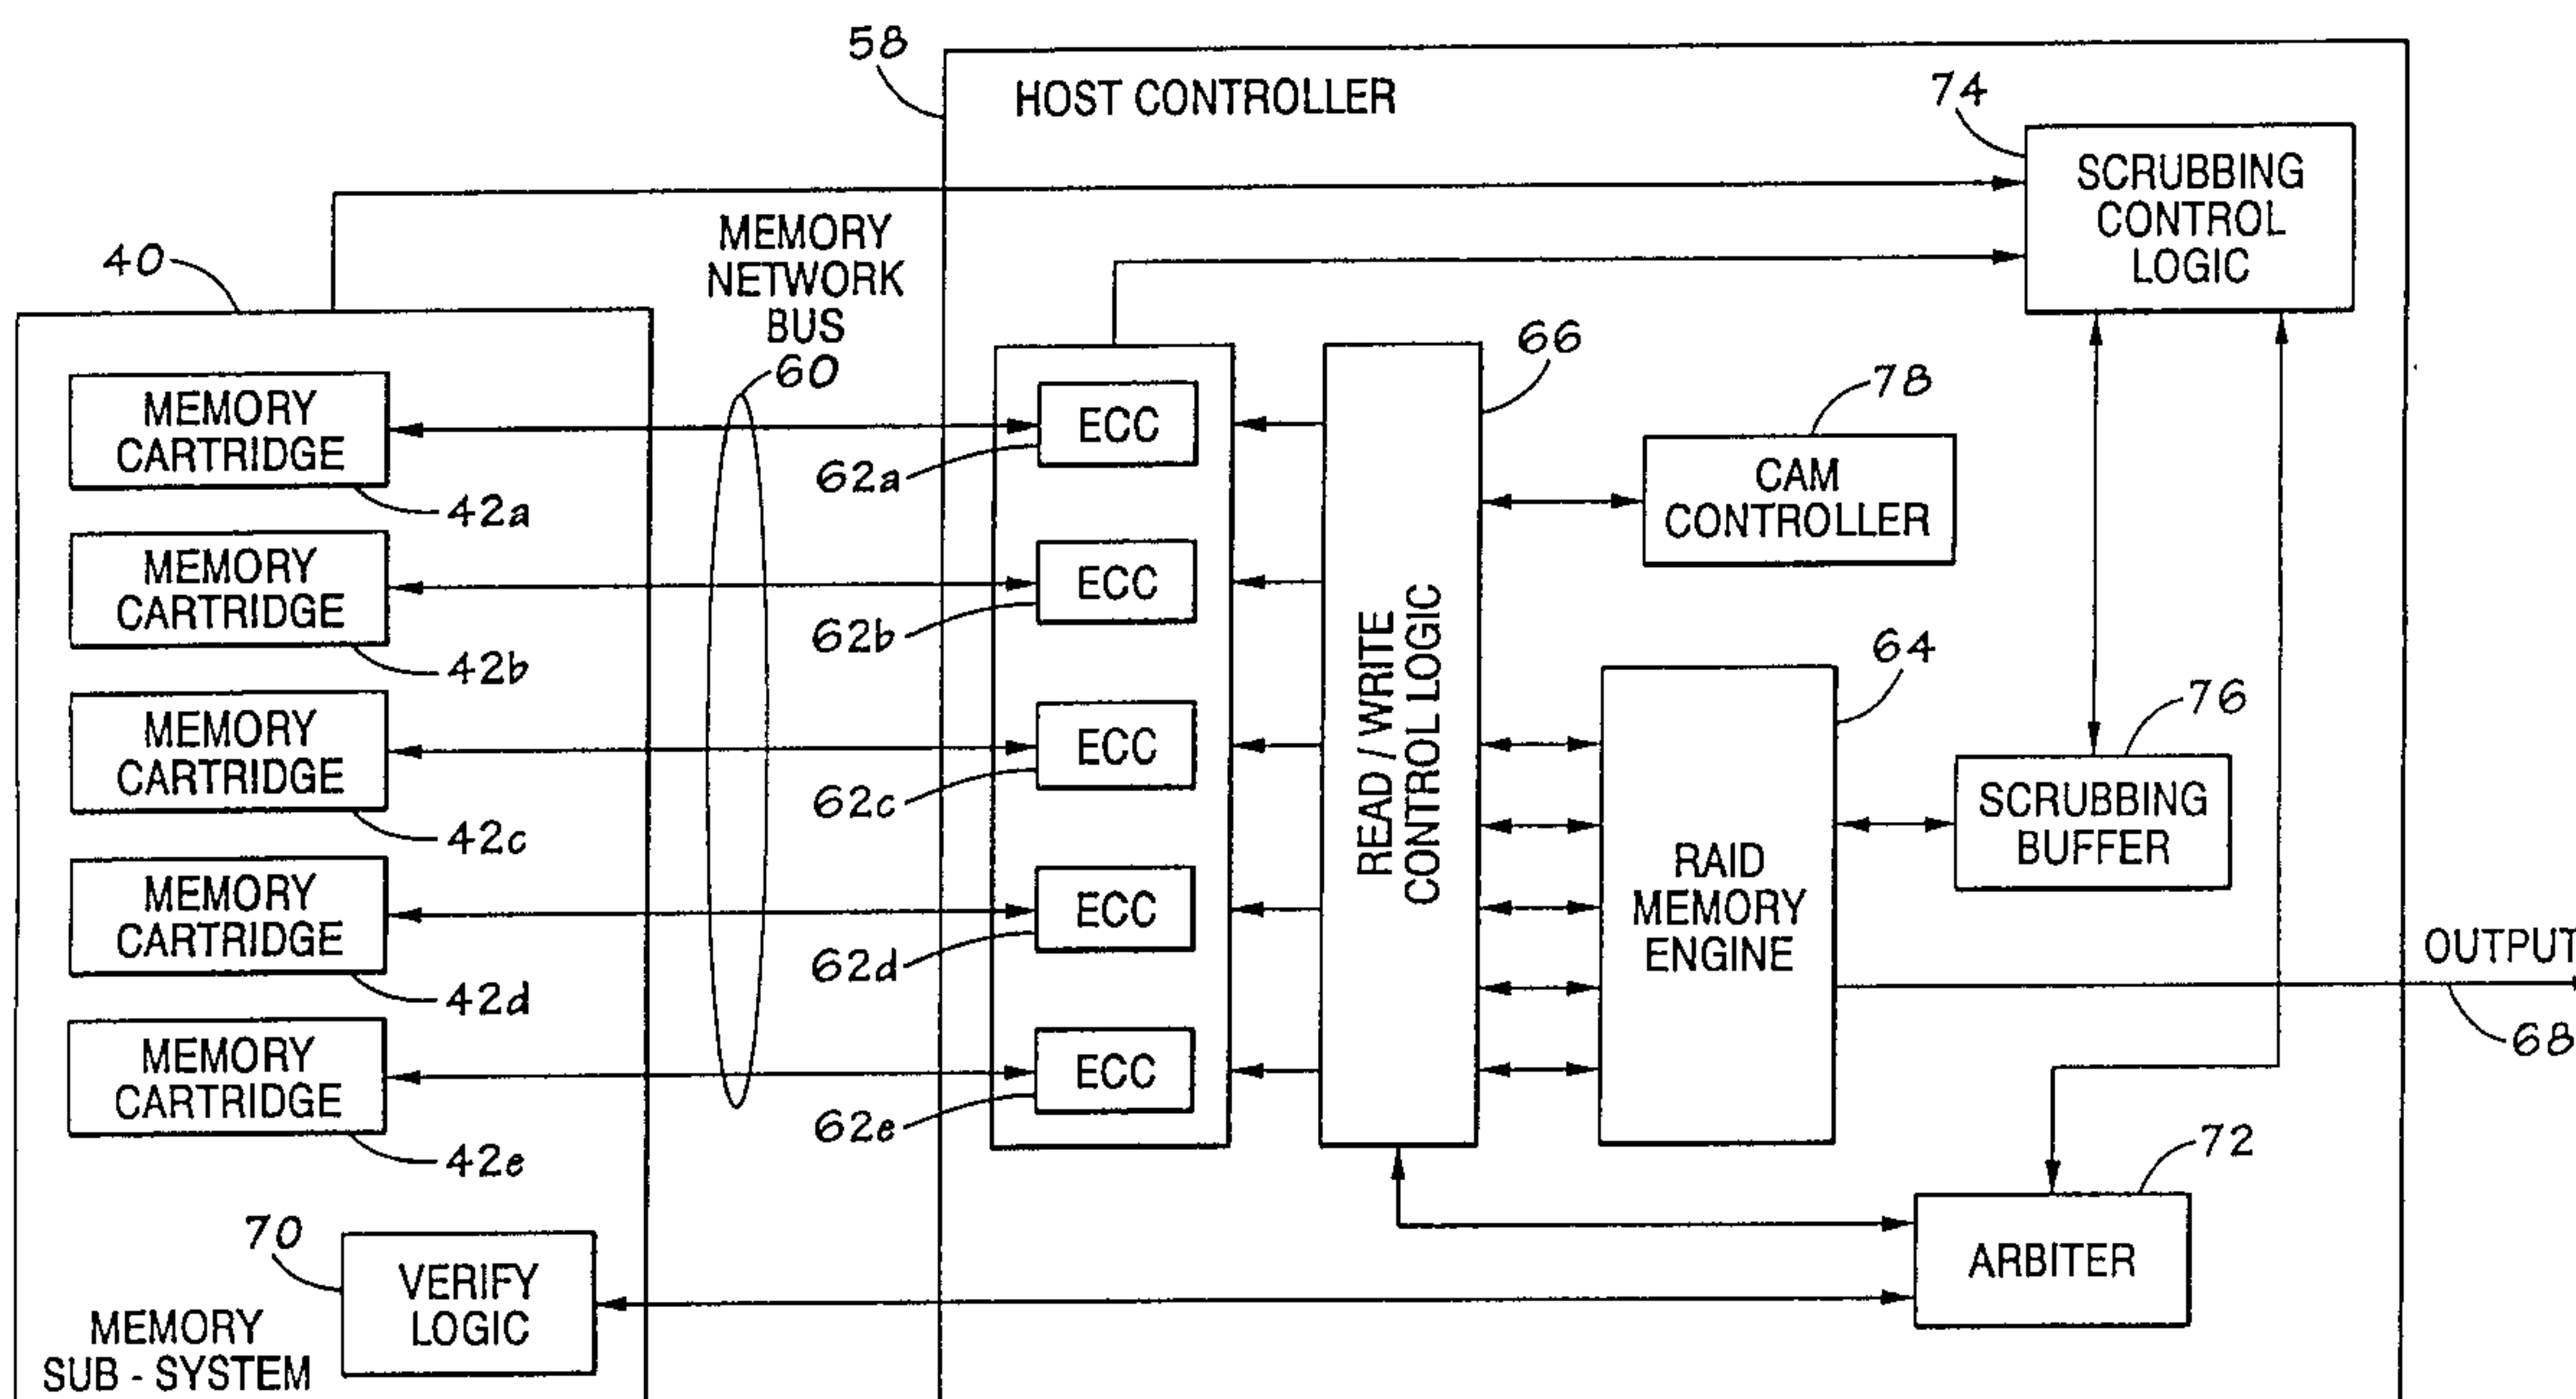 58
HOST CONTROLLER
74
SCRUBBING
CONTROL
LOGIC
40
MEMORY
NETWORK
BUS
60
66
78
CAM
CONTROLLER
MEMORY
CARTRIDGE
42a
MEMORY
CARTRIDGE
42b
MEMORY
CARTRIDGE
42c
MEMORY
CARTRIDGE
42d
MEMORY
CARTRIDGE
42e
ECC
62a
ECC
62b
ECC
62c
ECC
62d
ECC
62e
READ / WRITE
CONTROL LOGIC
64
RAID
MEMORY
ENGINE
76
SCRUBBING
BUFFER
OUTPUT
68
72
ARBITER
70
VERIFY
LOGIC
MEMORY
SUB - SYSTEM